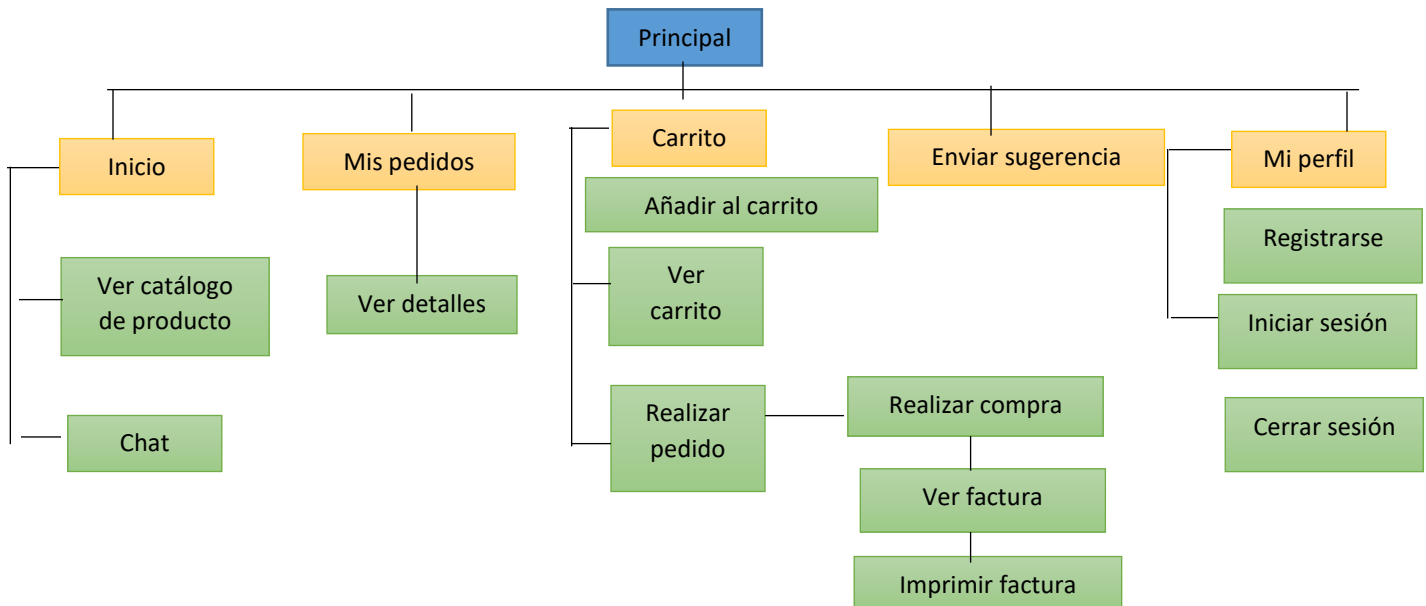 Principal
Inicio
Mis pedidos
Carrito
Enviar sugerencia
Mi perfil
Añadir al carrito
Registrarse
Ver catálogo
de producto
Ver detalles
Ver
carrito
Iniciar sesión
Chat
Realizar
pedido
Realizar compra
Cerrar sesión
Ver factura
Imprimir factura